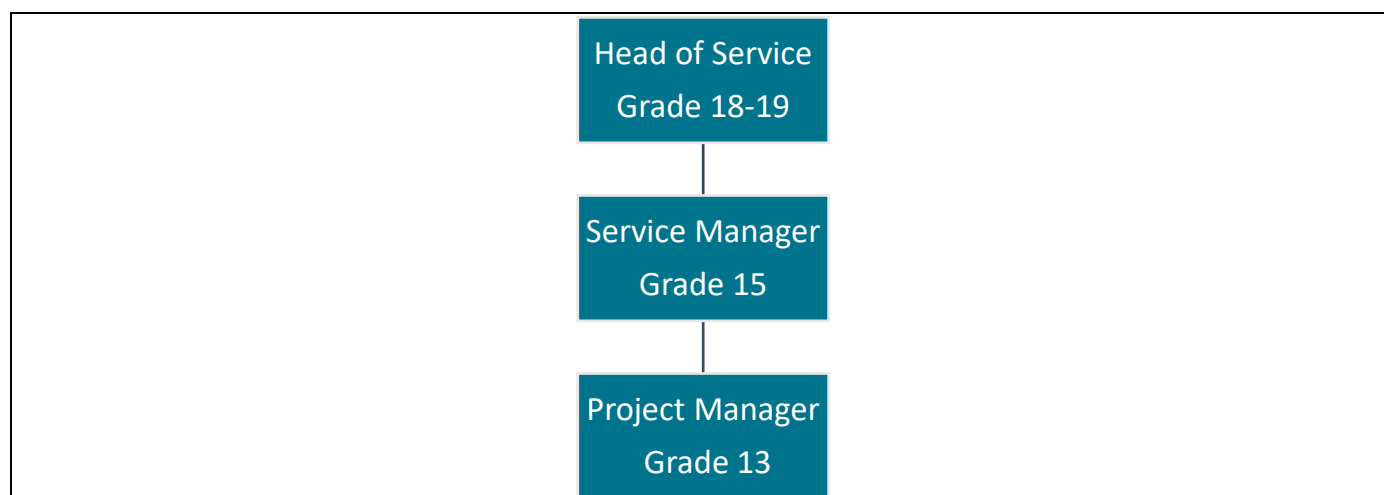 Head of Service
Grade 18-19
Service Manager
Grade 15
Project Manager
Grade 13